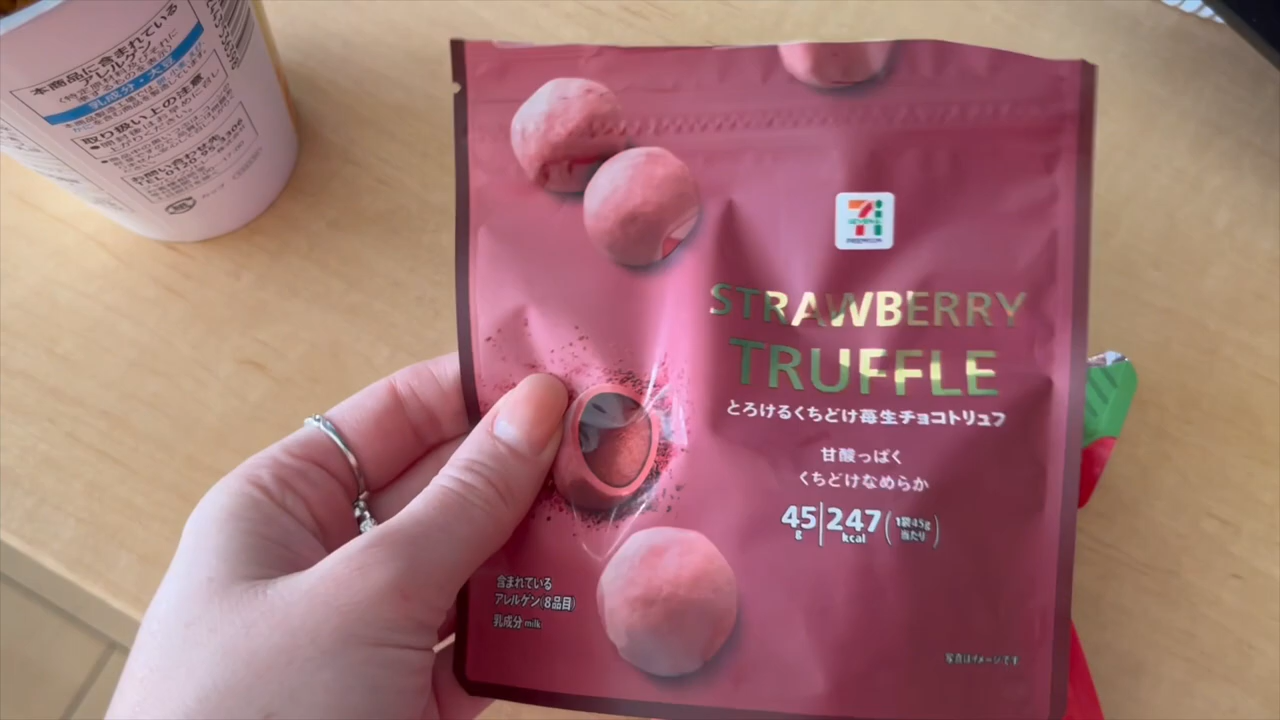 本商品に含まれている
アレルゲン
乳成分・大豆
取り扱い上の注意
STRAWBERRY
TRUFFLE
とろけるくちどけ苺生チョコトリュフ
甘酸っぱく
くちどけなめらか
45g 247kcal (1袋45g当たり)
含まれている
アレルゲン(8品目)
乳成分 milk
写真はイメージです